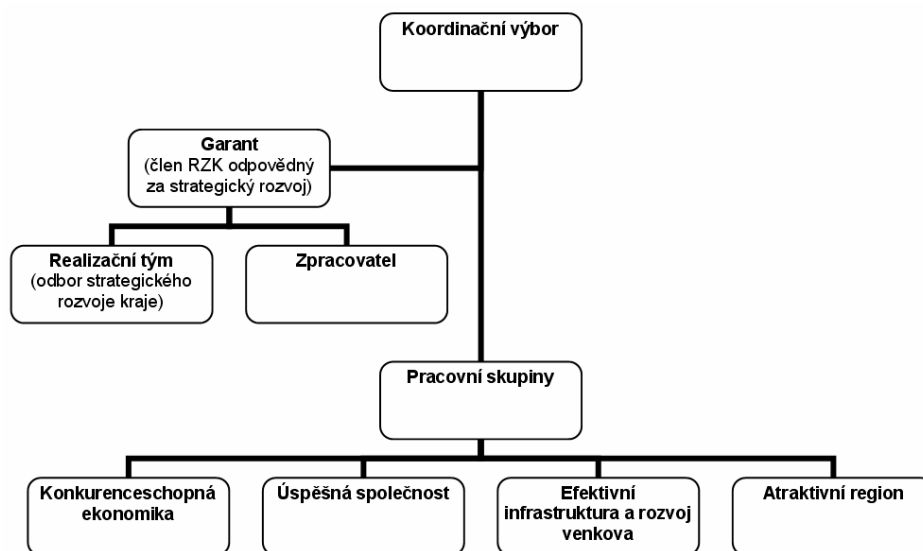 Koordinační výbor
Garant
(člen RZK odpovědný
za strategický rozvoj)
Realizační tým
(odbor strategického
rozvoje kraje)
Zpracovatel
Pracovní skupiny
Konkurenceschopná
ekonomika
Úspěšná společnost
Efektivní
infrastruktura a rozvoj
venkova
Atraktivní region